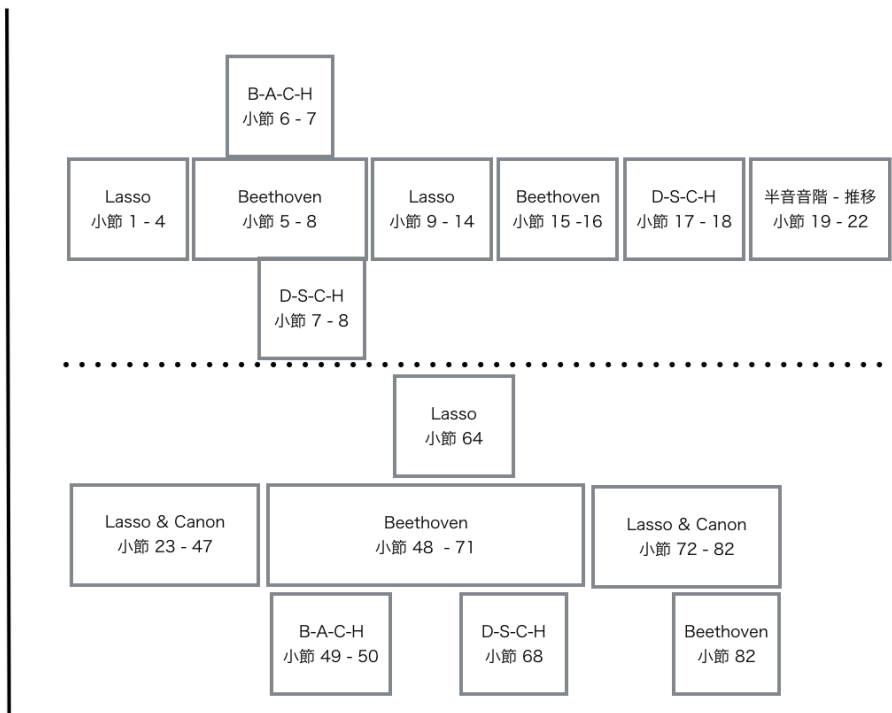 B-A-C-H
小節 6 - 7
Lasso
小節 1 - 4
Beethoven
小節 5 - 8
Lasso
小節 9 - 14
Beethoven
小節 15 -16
D-S-C-H
小節 17 - 18
半音音階 - 推移
小節 19 - 22
D-S-C-H
小節 7 - 8
Lasso
小節 64
Lasso & Canon
小節 23 - 47
Beethoven
小節 48 - 71
Lasso & Canon
小節 72 - 82
B-A-C-H
小節 49 - 50
D-S-C-H
小節 68
Beethoven
小節 82